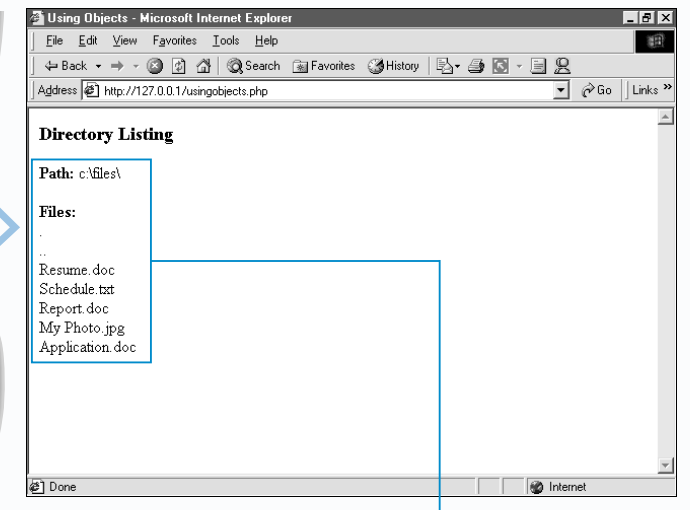 Using Objects - Microsoft Internet Explorer
File Edit View Favorites Tools Help
Back Search Favorites History
Address http://127.0.0.1/usingobjects.php Go Links »
Directory Listing
Path: c:\files\
Files:
.
..
Resume.doc
Schedule.txt
Report.doc
My Photo.jpg
Application.doc
Done Internet